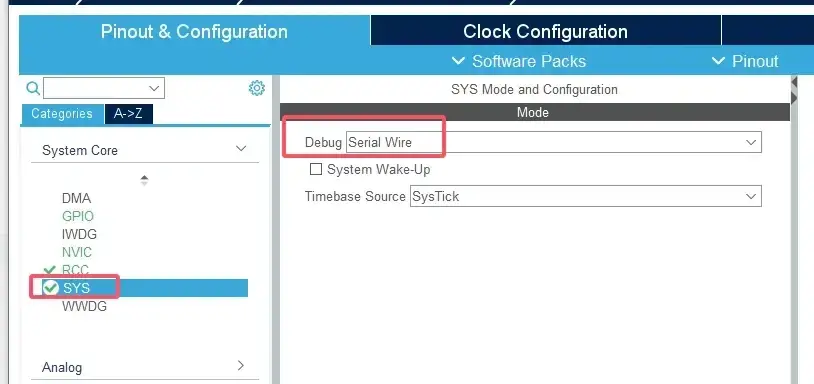 Pinout & Configuration
Clock Configuration
Software Packs
Pinout
Categories
A->Z
System Core
DMA
GPIO
IWDG
NVIC
RCC
SYS
WWDG
Analog
SYS Mode and Configuration
Mode
Debug Serial Wire
System Wake-Up
Timebase Source SysTick